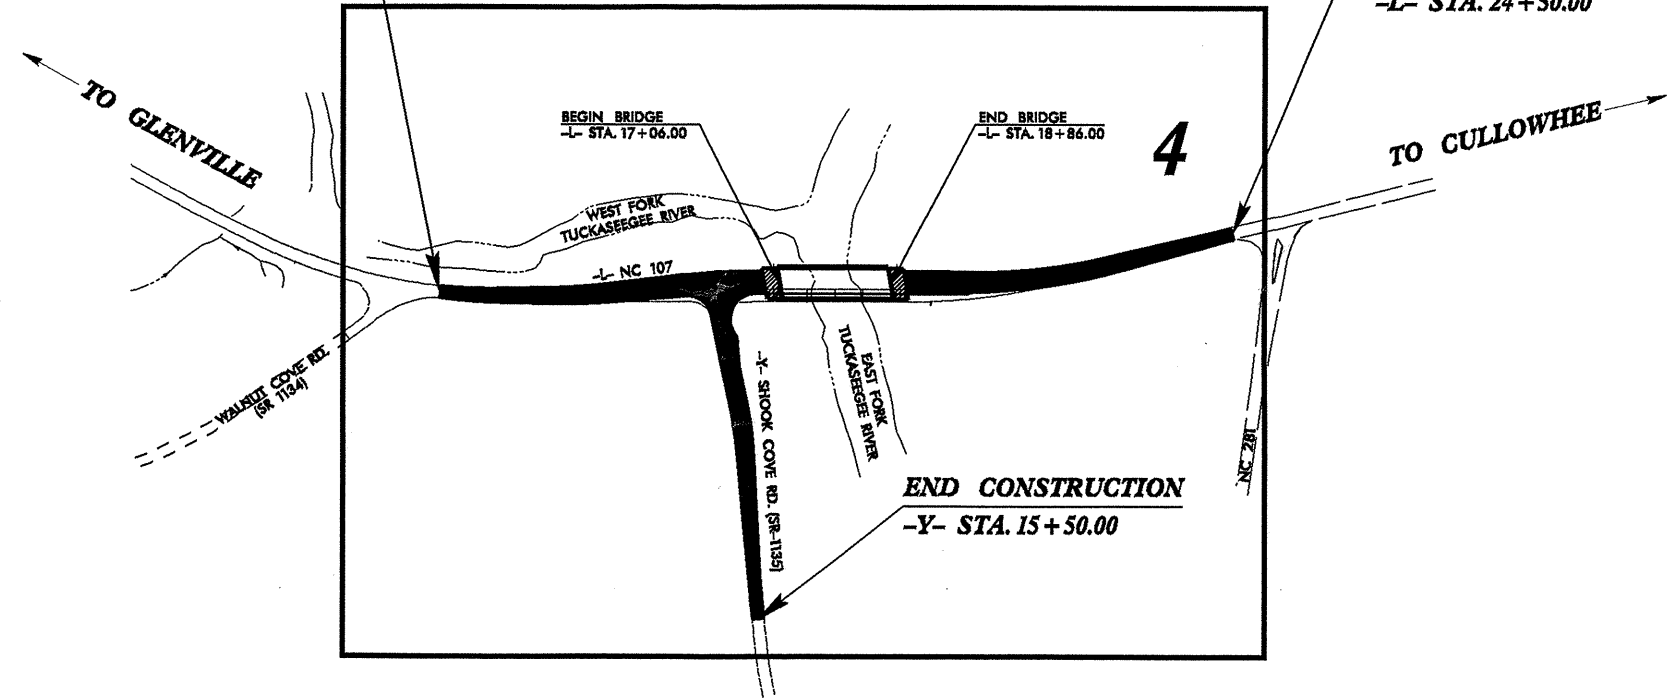 -L- STA. 24+50.00
TO GLENVILLE
BEGIN BRIDGE
-L- STA. 17+06.00
END BRIDGE
-L- STA. 18+86.00
4
TO CULLOWHEE
WEST FORK
TUCKASEEGEE RIVER
-L- NC 107
WALNUT COVE RD.
(SR 1134)
-Y- SHOOK COVE RD. (SR-1135)
EAST FORK
TUCKASEEGEE RIVER
NC 281
END CONSTRUCTION
-Y- STA. 15+50.00